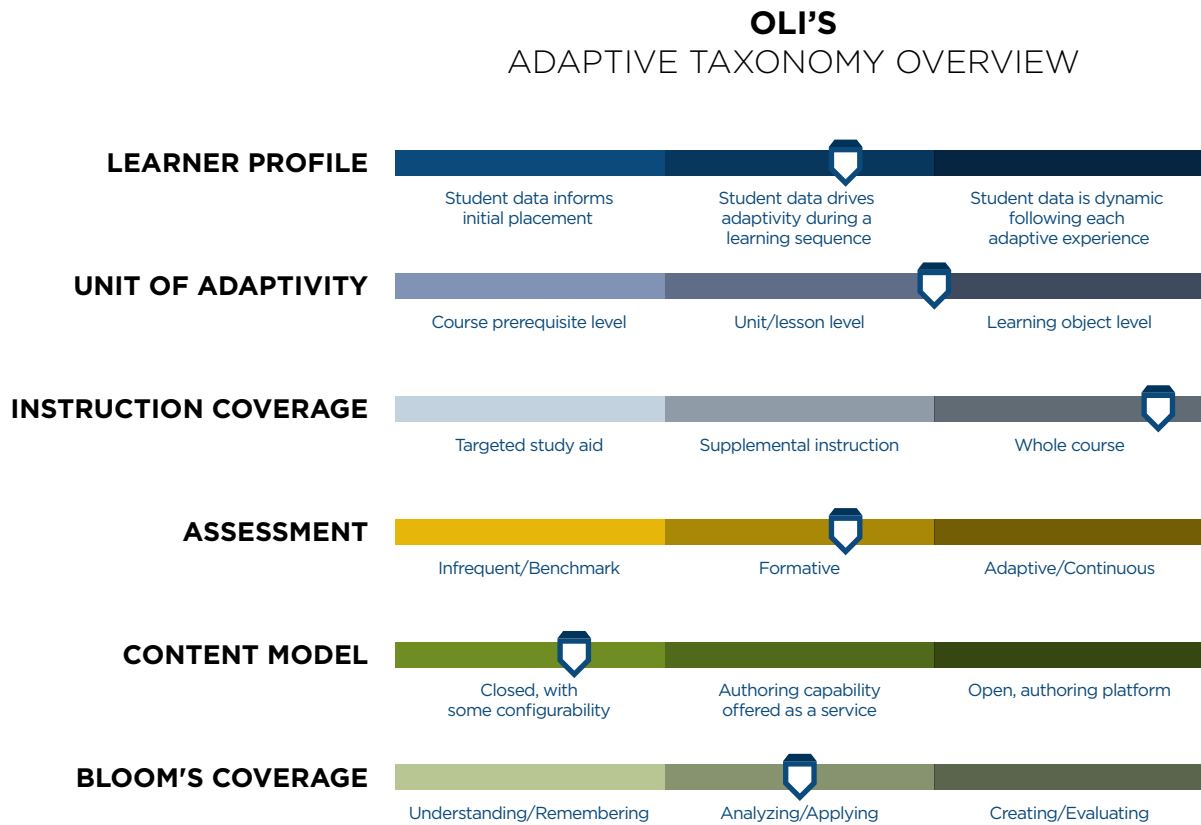 OLI'S
ADAPTIVE TAXONOMY OVERVIEW
LEARNER PROFILE
Student data informs
initial placement
Student data drives
adaptivity during a
learning sequence
Student data is dynamic
following each
adaptive experience
UNIT OF ADAPTIVITY
Course prerequisite level
Unit/lesson level
Learning object level
INSTRUCTION COVERAGE
Targeted study aid
Supplemental instruction
Whole course
ASSESSMENT
Infrequent/Benchmark
Formative
Adaptive/Continuous
CONTENT MODEL
Closed, with
some configurability
Authoring capability
offered as a service
Open, authoring platform
BLOOM'S COVERAGE
Understanding/Remembering
Analyzing/Applying
Creating/Evaluating